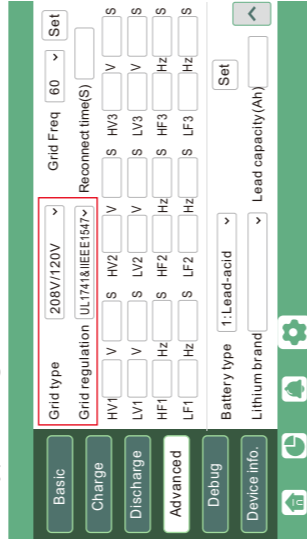 Basic
Charge
Discharge
Advanced
Debug
Device info.
Grid type 208V/120V Grid Freq 60 Set
Grid regulation UL1741&IIEEE1547 Reconnect time(S)
HV1 V S HV2 V S HV3 V S
LV1 V S LV2 V S LV3 V S
HF1 Hz S HF2 Hz S HF3 Hz S
LF1 Hz S LF2 Hz S LF3 Hz S
Battery type 1:Lead-acid Set
Lithium brand Lead capacity(Ah)